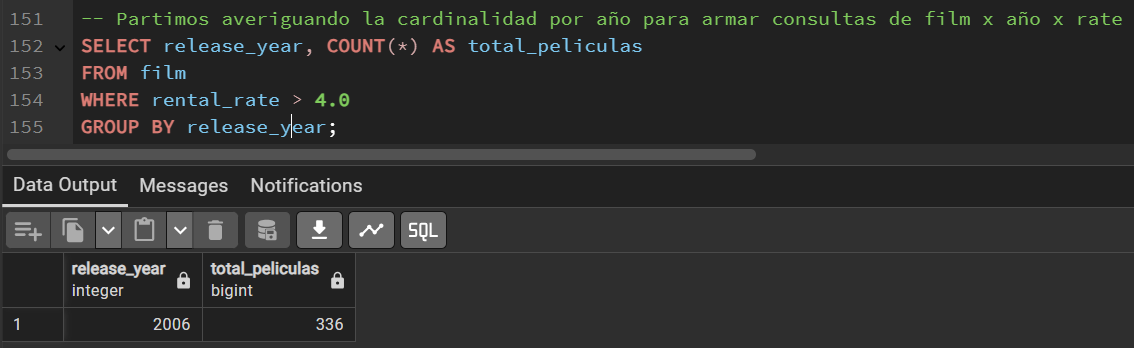 151 -- Partimos averiguando la cardinalidad por año para armar consultas de film x año x rate
152 SELECT release_year, COUNT(*) AS total_peliculas
153 FROM film
154 WHERE rental_rate > 4.0
155 GROUP BY release_year;
Data Output Messages Notifications
SQL
release_year total_peliculas
integer bigint
1 2006 336